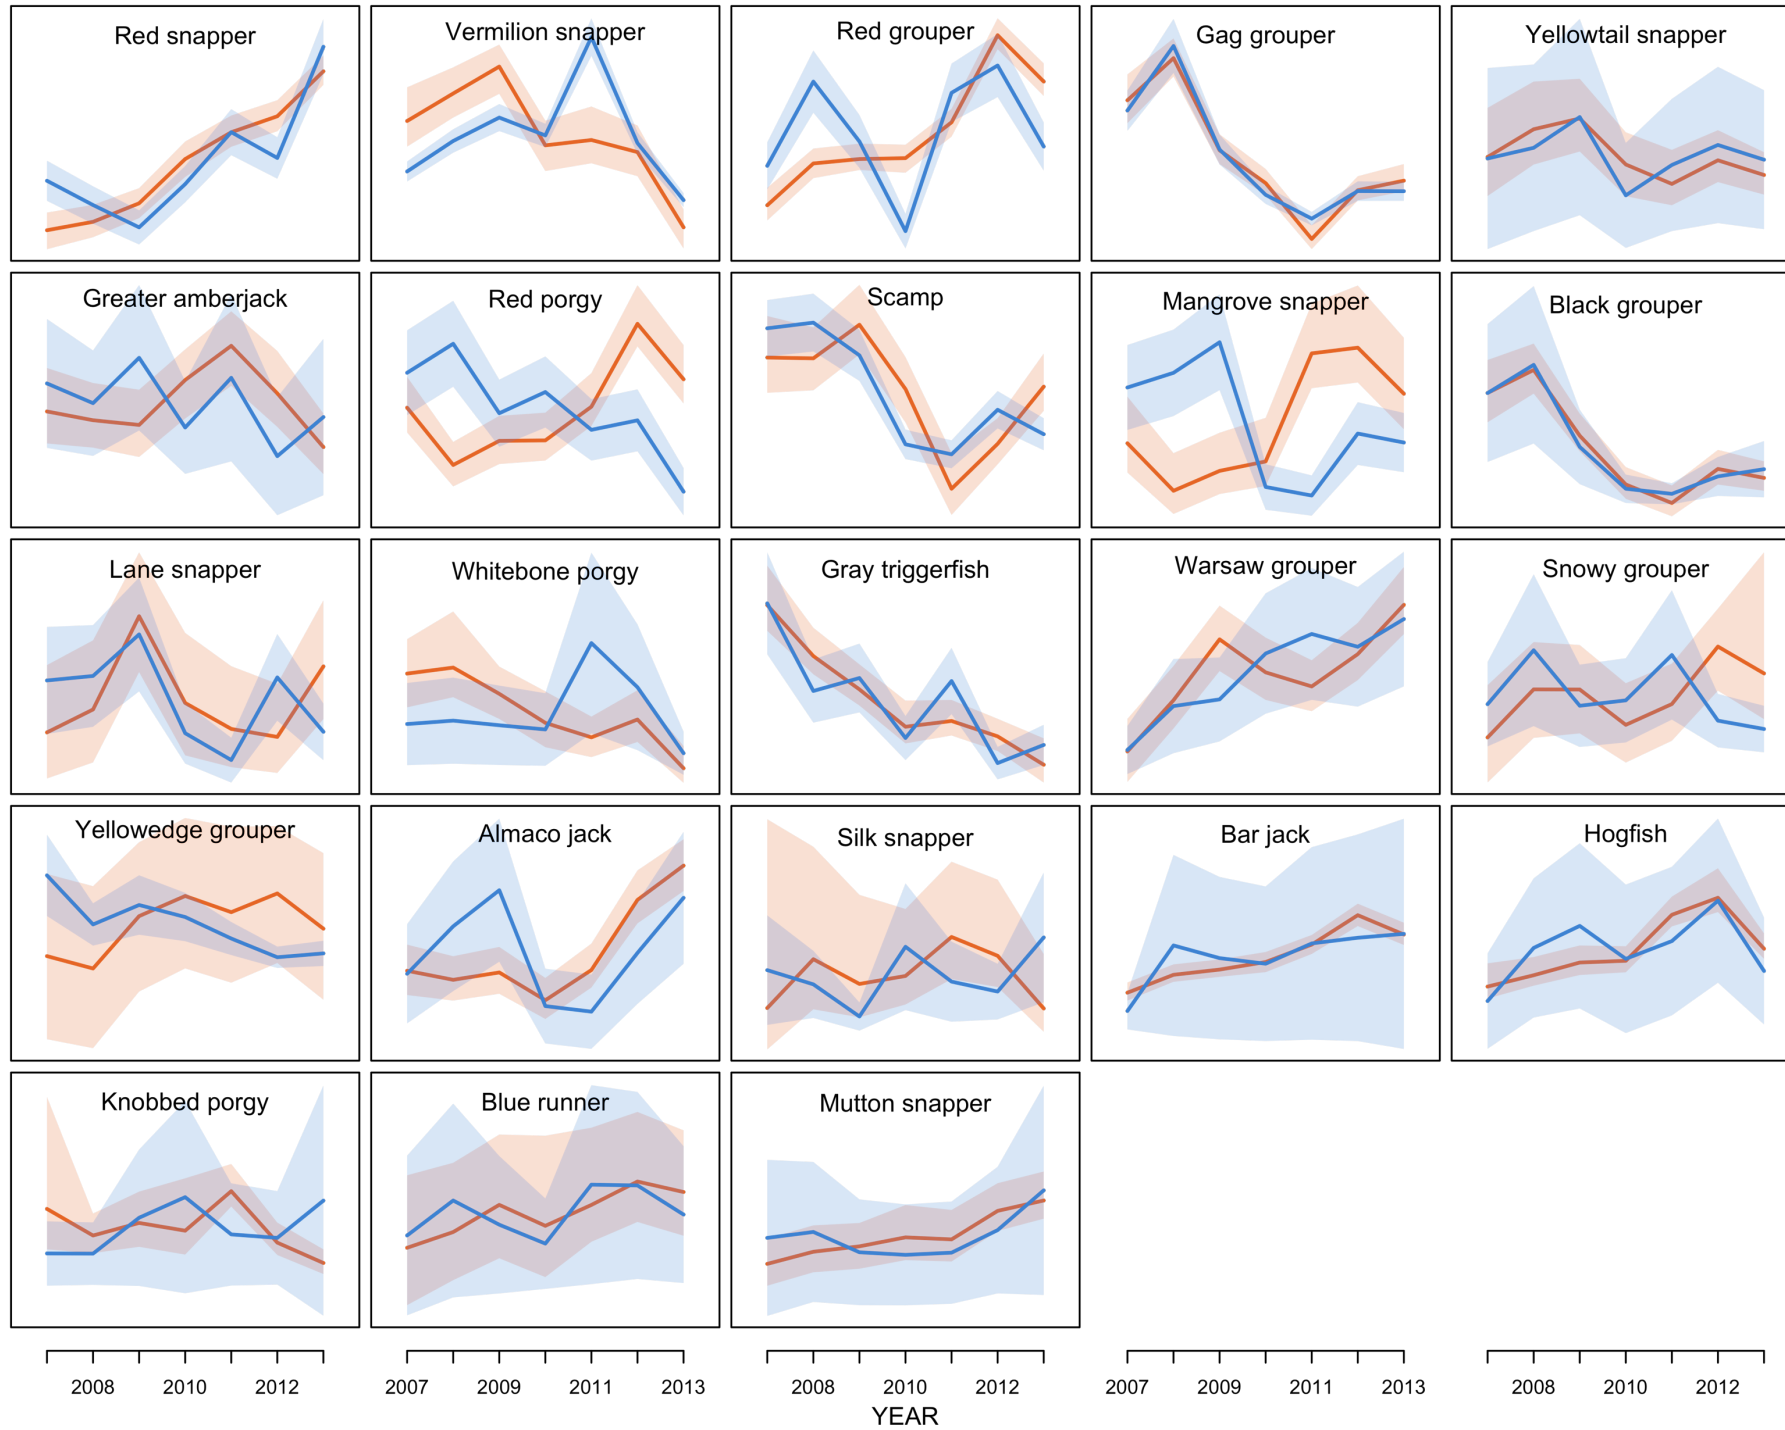 Red snapper
Vermilion snapper
Red grouper
Gag grouper
Yellowtail snapper
Greater amberjack
Red porgy
Scamp
Mangrove snapper
Black grouper
Lane snapper
Whitebone porgy
Gray triggerfish
Warsaw grouper
Snowy grouper
Yellowedge grouper
Almaco jack
Silk snapper
Bar jack
Hogfish
Knobbed porgy
Blue runner
Mutton snapper
2008 2010 2012
2007 2009 2011 2013
2008 2010 2012
2007 2009 2011 2013
2008 2010 2012
YEAR